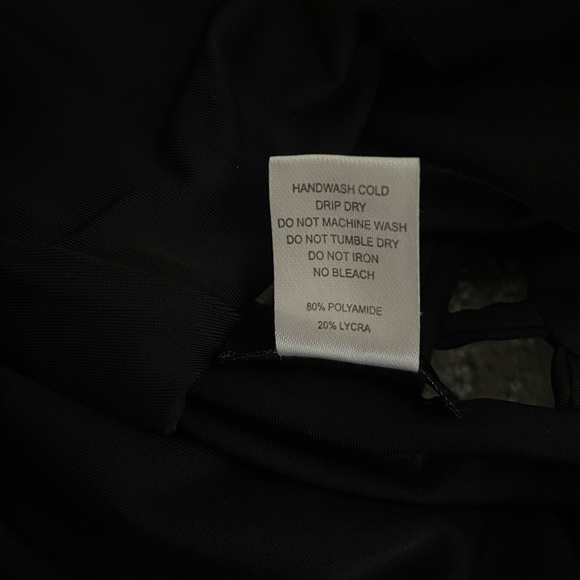 HANDWASH COLD
DRIP DRY
DO NOT MACHINE WASH
DO NOT TUMBLE DRY
DO NOT IRON
NO BLEACH
80% POLYAMIDE
20% LYCRA